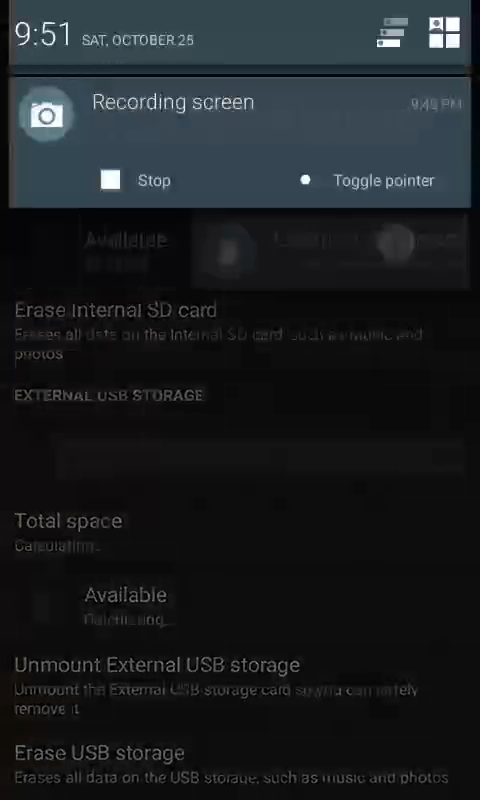 9:51 SAT, OCTOBER 25
Recording screen 9:49 PM
Stop Toggle pointer
Available
Erase Internal SD card
Erases all data on the Internal SD card, such as music and
photos
EXTERNAL USB STORAGE
Total space
Calculating…
Available
Calculating…
Unmount External USB storage
Unmount the External USB storage card so you can safely
remove it
Erase USB storage
Erases all data on the USB storage, such as music and photos